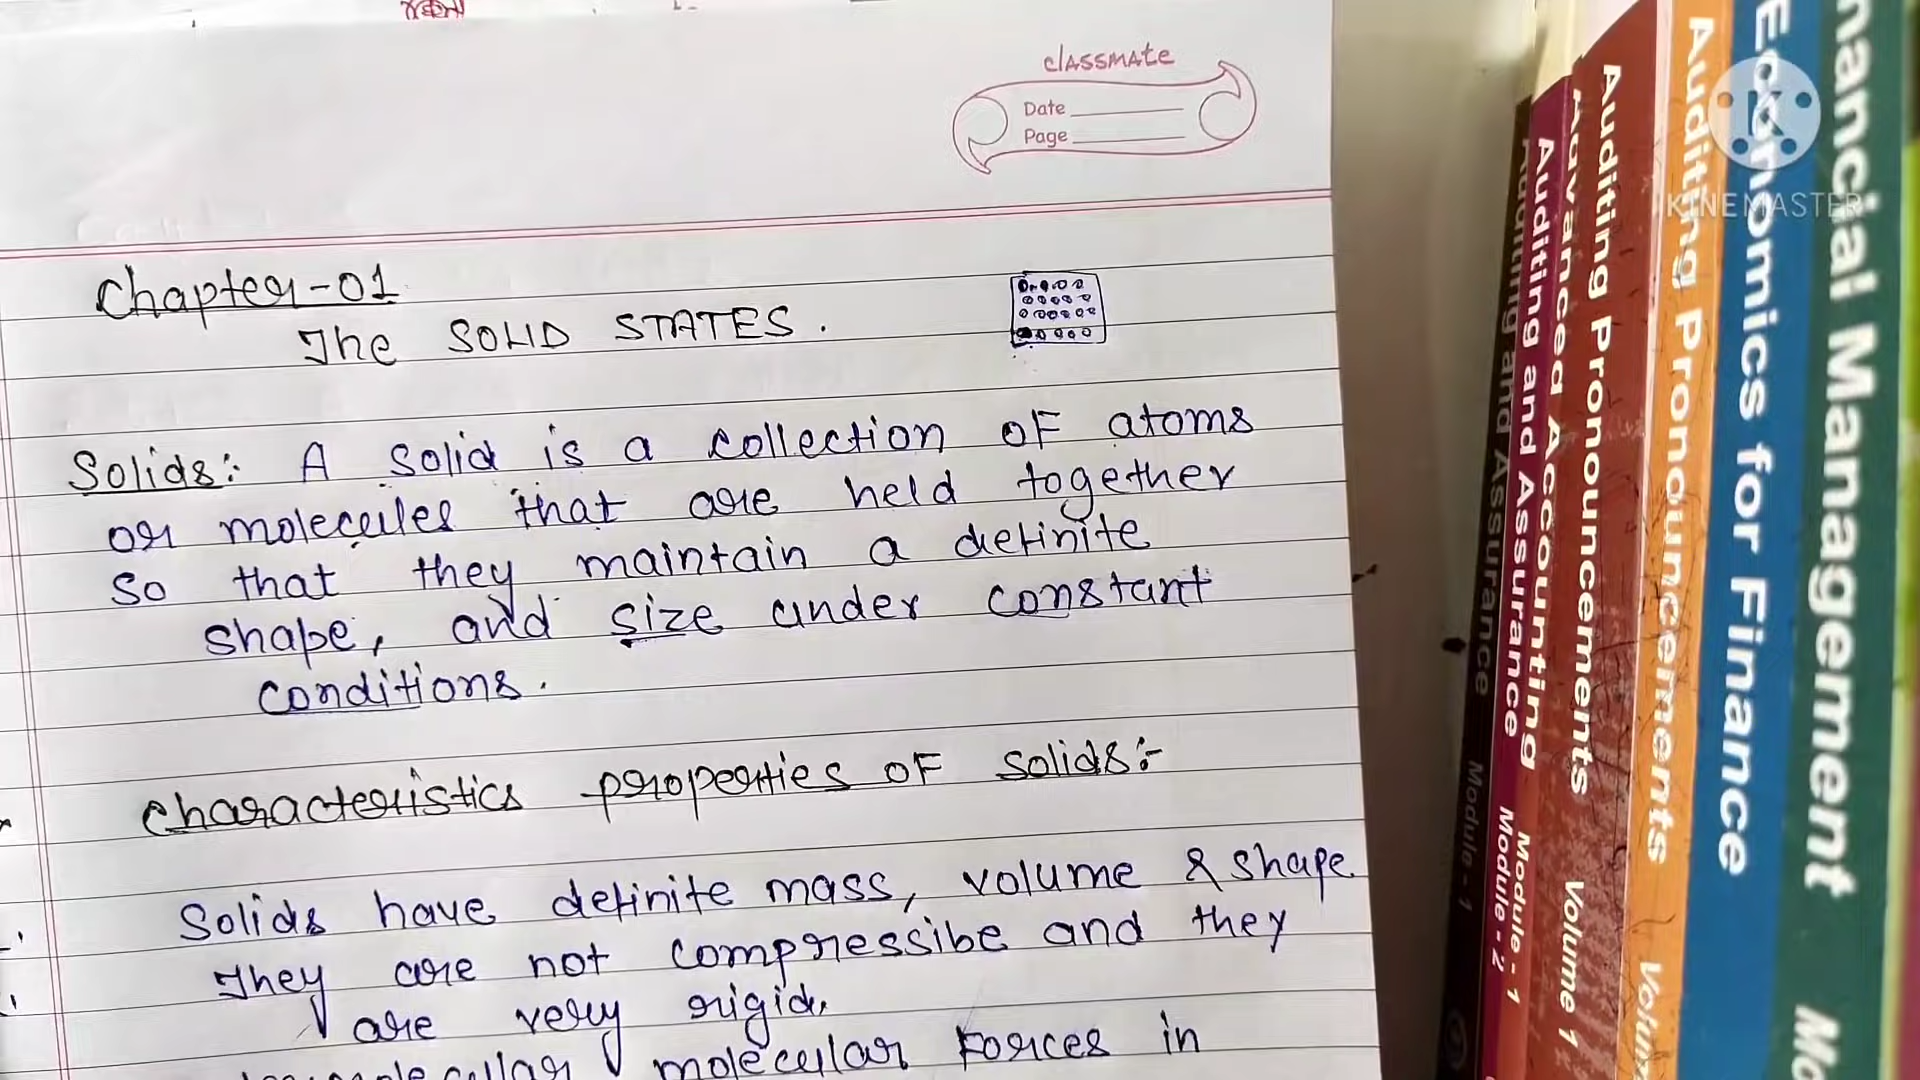 classmate
Date
Page
Chapter-01
The SOLID STATES.
Solids:- A solid is a collection of atoms
or molecules that are held together
so that they maintain a definite
shape, and size under constant
conditions.
characteristics properties of solids:-
Solids have definite mass, volume & shape
They are not compressibe and they
are very rigid.
molecular forces in
Auditing and Assurance Module - 1
Auditing and Assurance Module - 2
Advanced Accounting Module - 1
Auditing Pronouncements Volume 1
Auditing Pronouncements
Economics for Finance
Management
KINEMASTER